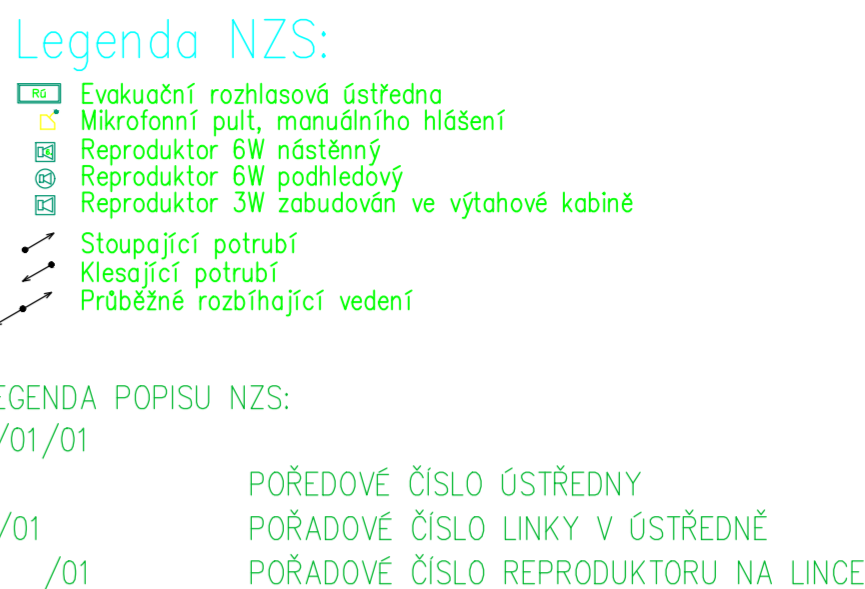 Legenda NZS:
RÚ Evakuační rozhlasová ústředna
Mikrofonní pult, manuálního hlášení
Reproduktor 6W nástěnný
Reproduktor 6W podhledový
Reproduktor 3W zabudován ve výtahové kabině
Stoupající potrubí
Klesající potrubí
Průběžné rozbíhající vedení
EGENDA POPISU NZS:
/01/01
POŘEDOVÉ ČÍSLO ÚSTŘEDNY
/01 POŘADOVÉ ČÍSLO LINKY V ÚSTŘEDNĚ
/01 POŘADOVÉ ČÍSLO REPRODUKTORU NA LINCE